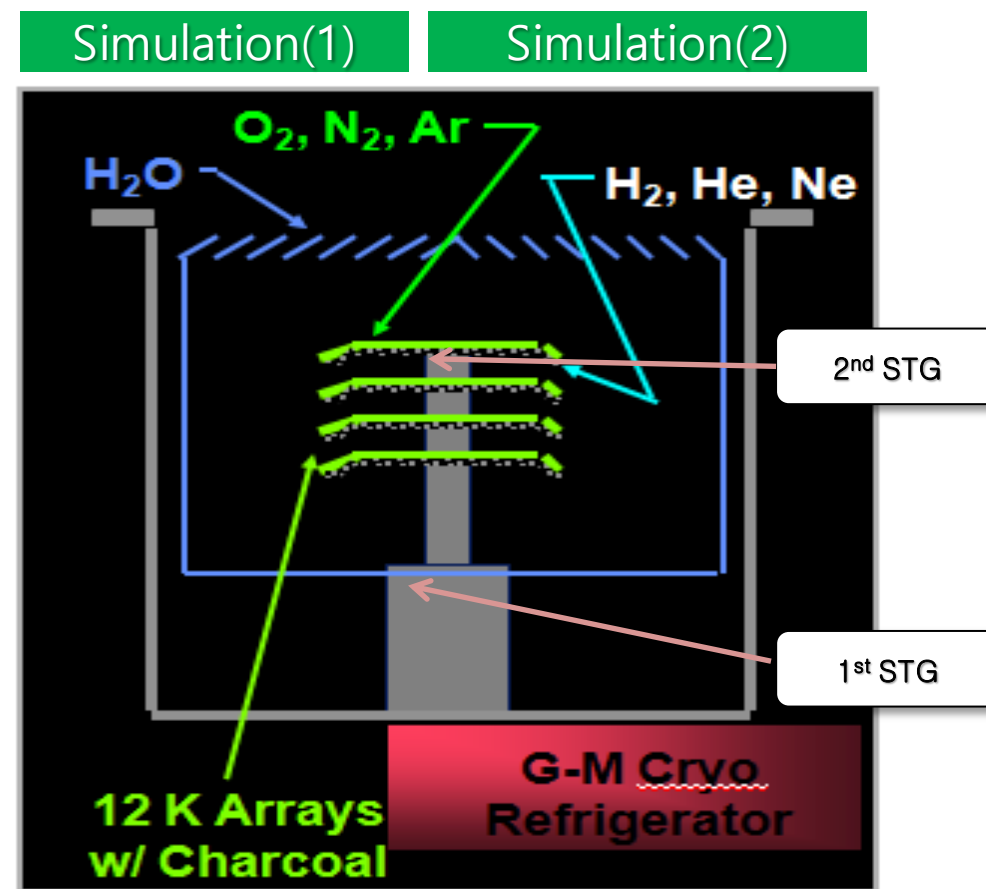 Simulation(1)
Simulation(2)
O₂, N₂, Ar
H₂O
H₂, He, Ne
2ⁿᵈ STG
1ˢᵗ STG
G-M Cryo
Refrigerator
12 K Arrays
w/ Charcoal